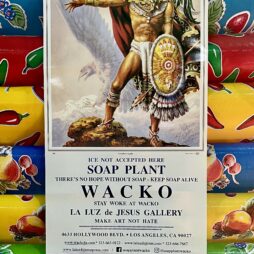 ICE NOT ACCEPTED HERE
SOAP PLANT
THERE'S NO HOPE WITHOUT SOAP - KEEP SOAP ALIVE
WACKO
STAY WOKE AT WACKO
LA LUZ de JESUS GALLERY
MAKE ART NOT HATE
4633 HOLLYWOOD BLVD. • LOS ANGELES, CA 90027